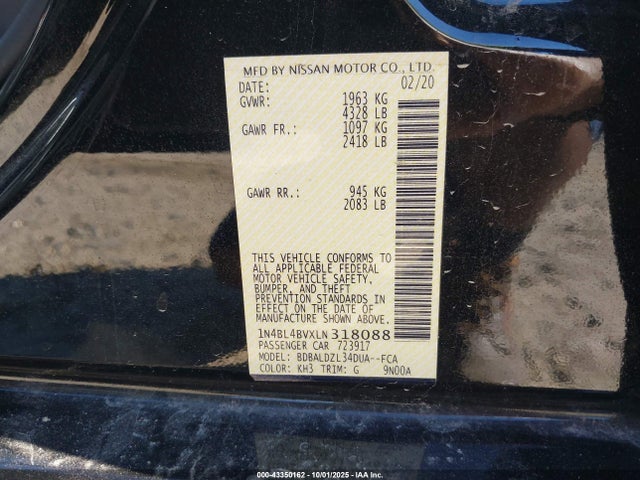 MFD BY NISSAN MOTOR CO., LTD.
DATE: 02/20
GVWR: 1963 KG
4328 LB
GAWR FR.: 1097 KG
2418 LB
GAWR RR.: 945 KG
2083 LB
THIS VEHICLE CONFORMS TO
ALL APPLICABLE FEDERAL
MOTOR VEHICLE SAFETY,
BUMPER, AND THEFT
PREVENTION STANDARDS
IN EFFECT ON THE DATE OF
MANUFACTURE SHOWN ABOVE.
1N4BL4BVXLN318088
PASSENGER CAR 723917
MODEL: BDBALDZL34DUA--FCA
COLOR: KH3 TRIM: G 9N00A
000-43350162 - 10/01/2025 - IAA Inc.